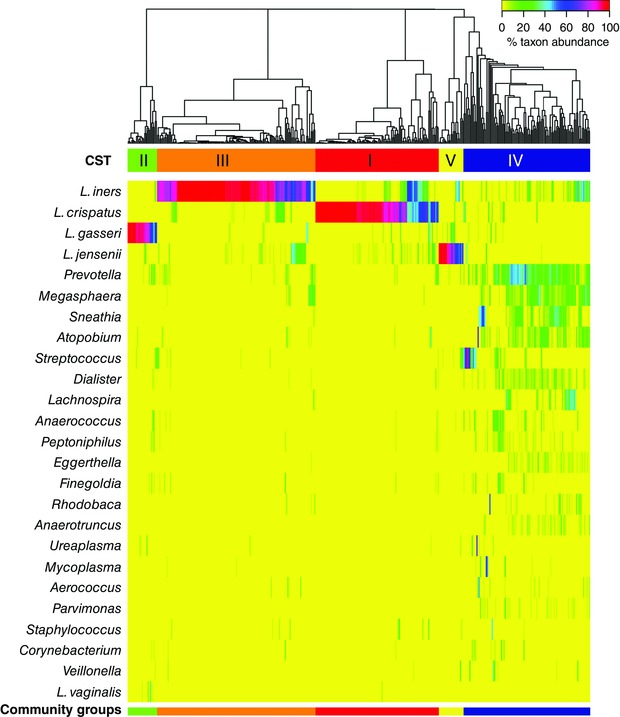 0 20 40 60 80 100
% taxon abundance
CST II III I V IV
L. iners
L. crispatus
L. gasseri
L. jensenii
Prevotella
Megasphaera
Sneathia
Atopobium
Streptococcus
Dialister
Lachnospira
Anaerococcus
Peptoniphilus
Eggerthella
Finegoldia
Rhodobaca
Anaerotruncus
Ureaplasma
Mycoplasma
Aerococcus
Parvimonas
Staphylococcus
Corynebacterium
Veillonella
L. vaginalis
Community groups